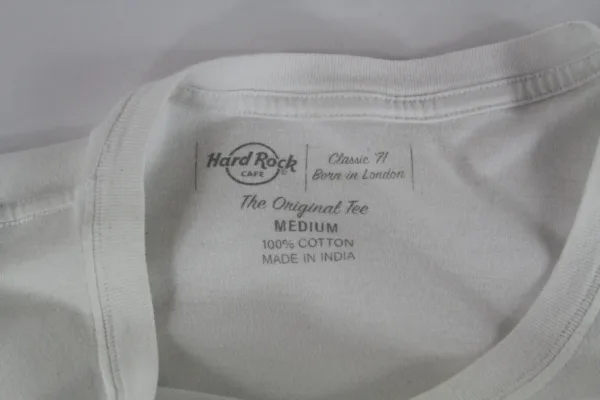 Hard Rock
CAFE
Classic 71
Born in London
The Original Tee
MEDIUM
100% COTTON
MADE IN INDIA